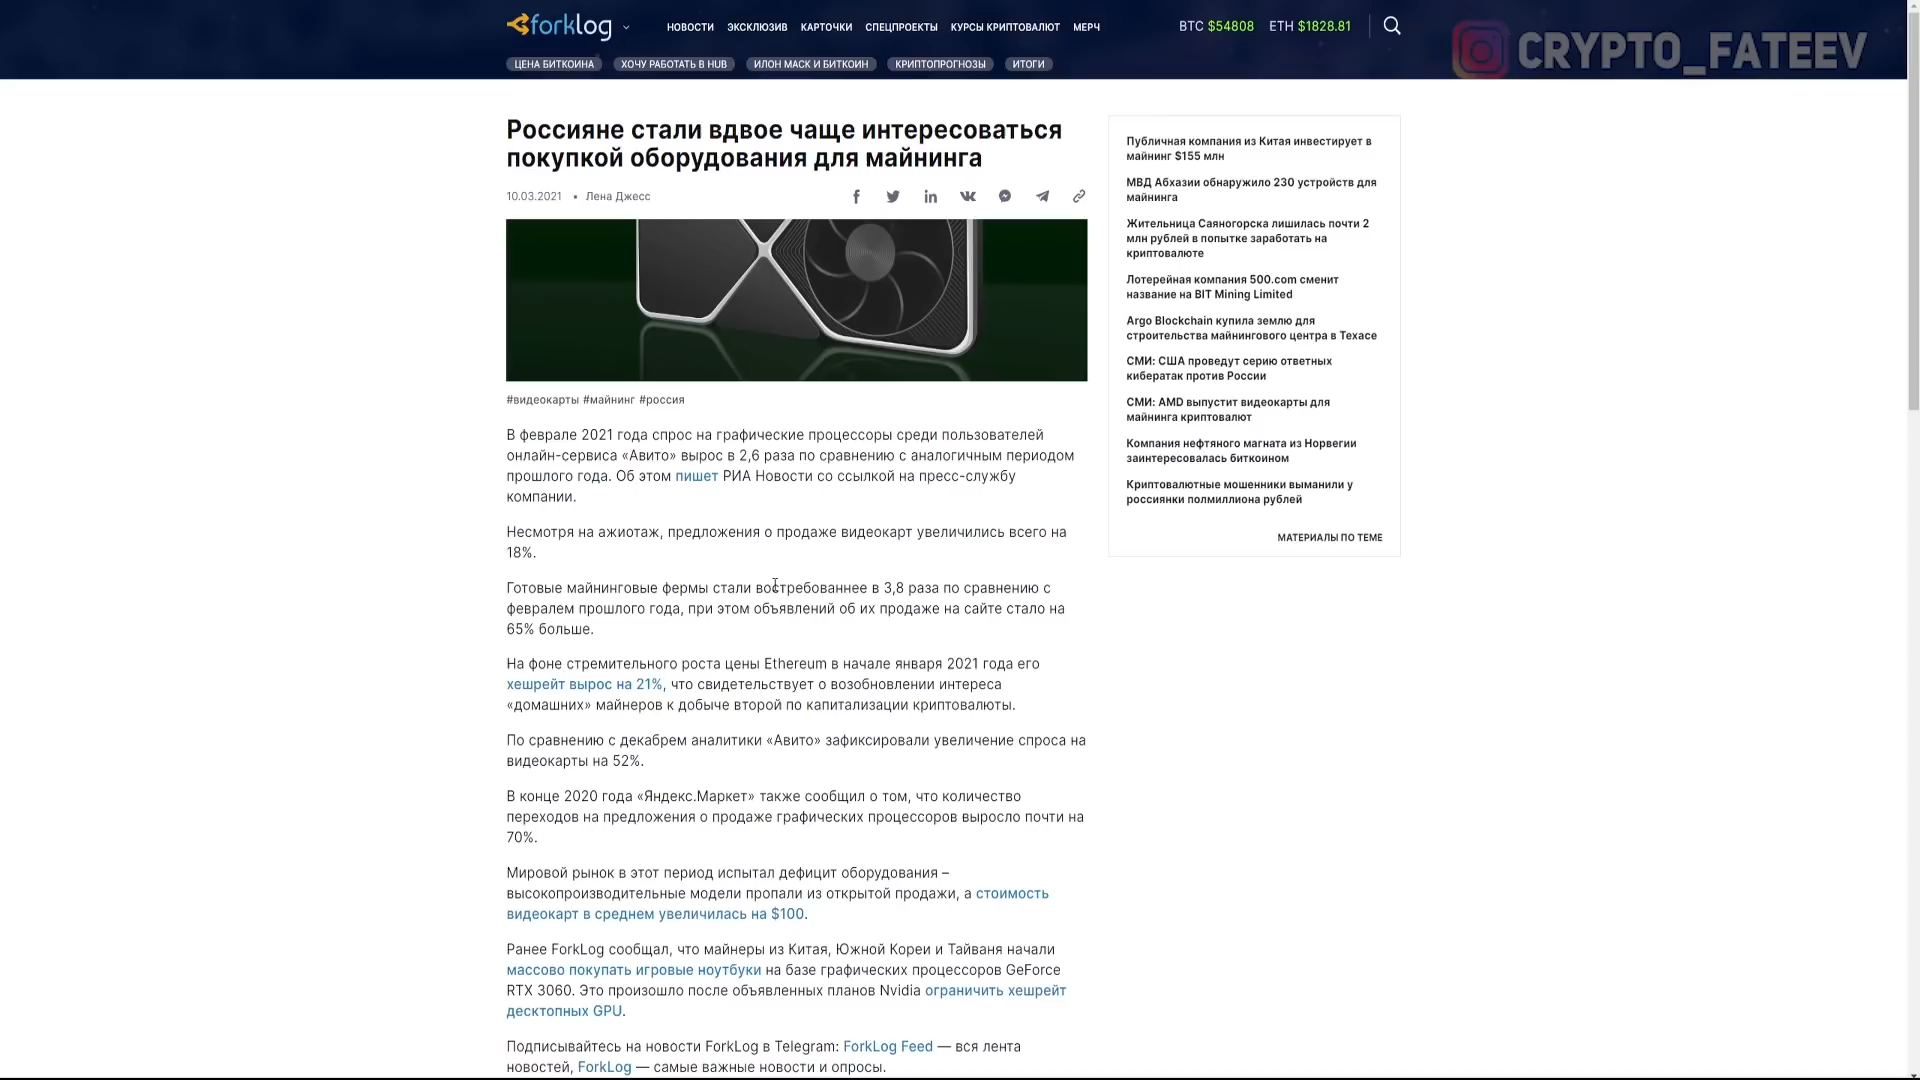 forklog
НОВОСТИ ЭКСКЛЮЗИВ КАРТОЧКИ СПЕЦПРОЕКТЫ КУРСЫ КРИПТОВАЛЮТ МЕРЧ
BTC $54808 ETH $1828.81
CRYPTO_FATEEV
ЦЕНА БИТКОИНА ХОЧУ РАБОТАТЬ В HUB ИЛОН МАСК И БИТКОИН КРИПТОПРОГНОЗЫ ИТОГИ
Россияне стали вдвое чаще интересоваться
покупкой оборудования для майнинга
10.03.2021 • Лена Джесс
#видеокарты #майнинг #россия
В феврале 2021 года спрос на графические процессоры среди пользователей
онлайн-сервиса «Авито» вырос в 2,6 раза по сравнению с аналогичным периодом
прошлого года. Об этом пишет РИА Новости со ссылкой на пресс-службу
компании.
Несмотря на ажиотаж, предложения о продаже видеокарт увеличились всего на
18%.
Готовые майнинговые фермы стали востребованнее в 3,8 раза по сравнению с
февралем прошлого года, при этом объявлений об их продаже на сайте стало на
65% больше.
На фоне стремительного роста цены Ethereum в начале января 2021 года его
хешрейт вырос на 21%, что свидетельствует о возобновлении интереса
«домашних» майнеров к добыче второй по капитализации криптовалюты.
По сравнению с декабрем аналитики «Авито» зафиксировали увеличение спроса на
видеокарты на 52%.
В конце 2020 года «Яндекс.Маркет» также сообщил о том, что количество
переходов на предложения о продаже графических процессоров выросло почти на
70%.
Мировой рынок в этот период испытал дефицит оборудования –
высокопроизводительные модели пропали из открытой продажи, а стоимость
видеокарт в среднем увеличилась на $100.
Ранее ForkLog сообщал, что майнеры из Китая, Южной Кореи и Тайваня начали
массово покупать игровые ноутбуки на базе графических процессоров GeForce
RTX 3060. Это произошло после объявленных планов Nvidia ограничить хешрейт
десктопных GPU.
Подписывайтесь на новости ForkLog в Telegram: ForkLog Feed — вся лента
новостей, ForkLog — самые важные новости и опросы.
Публичная компания из Китая инвестирует в
майнинг $155 млн
МВД Абхазии обнаружило 230 устройств для
майнинга
Жительница Саяногорска лишилась почти 2
млн рублей в попытке заработать на
криптовалюте
Лотерейная компания 500.com сменит
название на BIT Mining Limited
Argo Blockchain купила землю для
строительства майнингового центра в Техасе
СМИ: США проведут серию ответных
кибератак против России
СМИ: AMD выпустит видеокарты для
майнинга криптовалют
Компания нефтяного магната из Норвегии
заинтересовалась биткоином
Криптовалютные мошенники выманили у
россиянки полмиллиона рублей
МАТЕРИАЛЫ ПО ТЕМЕ